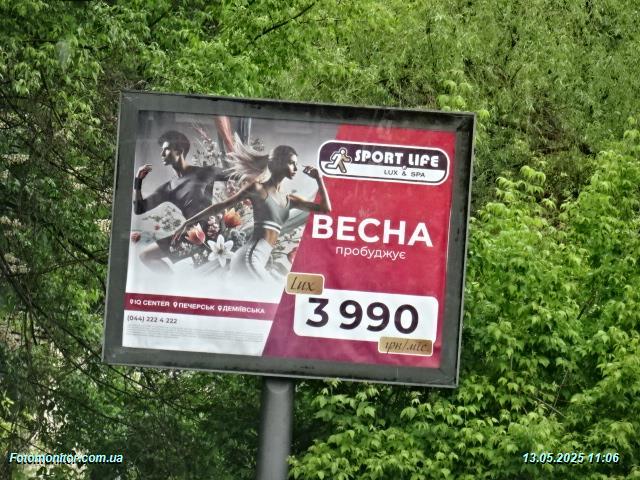 SPORT LIFE
LUX & SPA
ВЕСНА
пробуджує
lux
3 990
грн/міс
IQ CENTER ПЕЧЕРСЬК ДЕМІЇВСЬКА
(044) 222 4 222
Fotomonitor.com.ua
13.05.2025 11:06